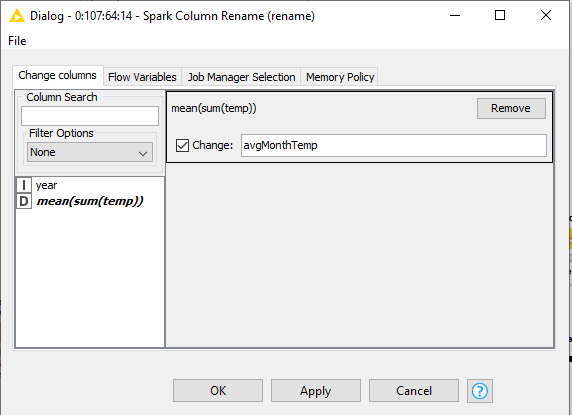 Dialog - 0:107:64:14 - Spark Column Rename (rename)
File
Change columns Flow Variables Job Manager Selection Memory Policy
Column Search
Filter Options
None
I year
D mean(sum(temp))
mean(sum(temp)) Remove
Change: avgMonthTemp
OK Apply Cancel ?